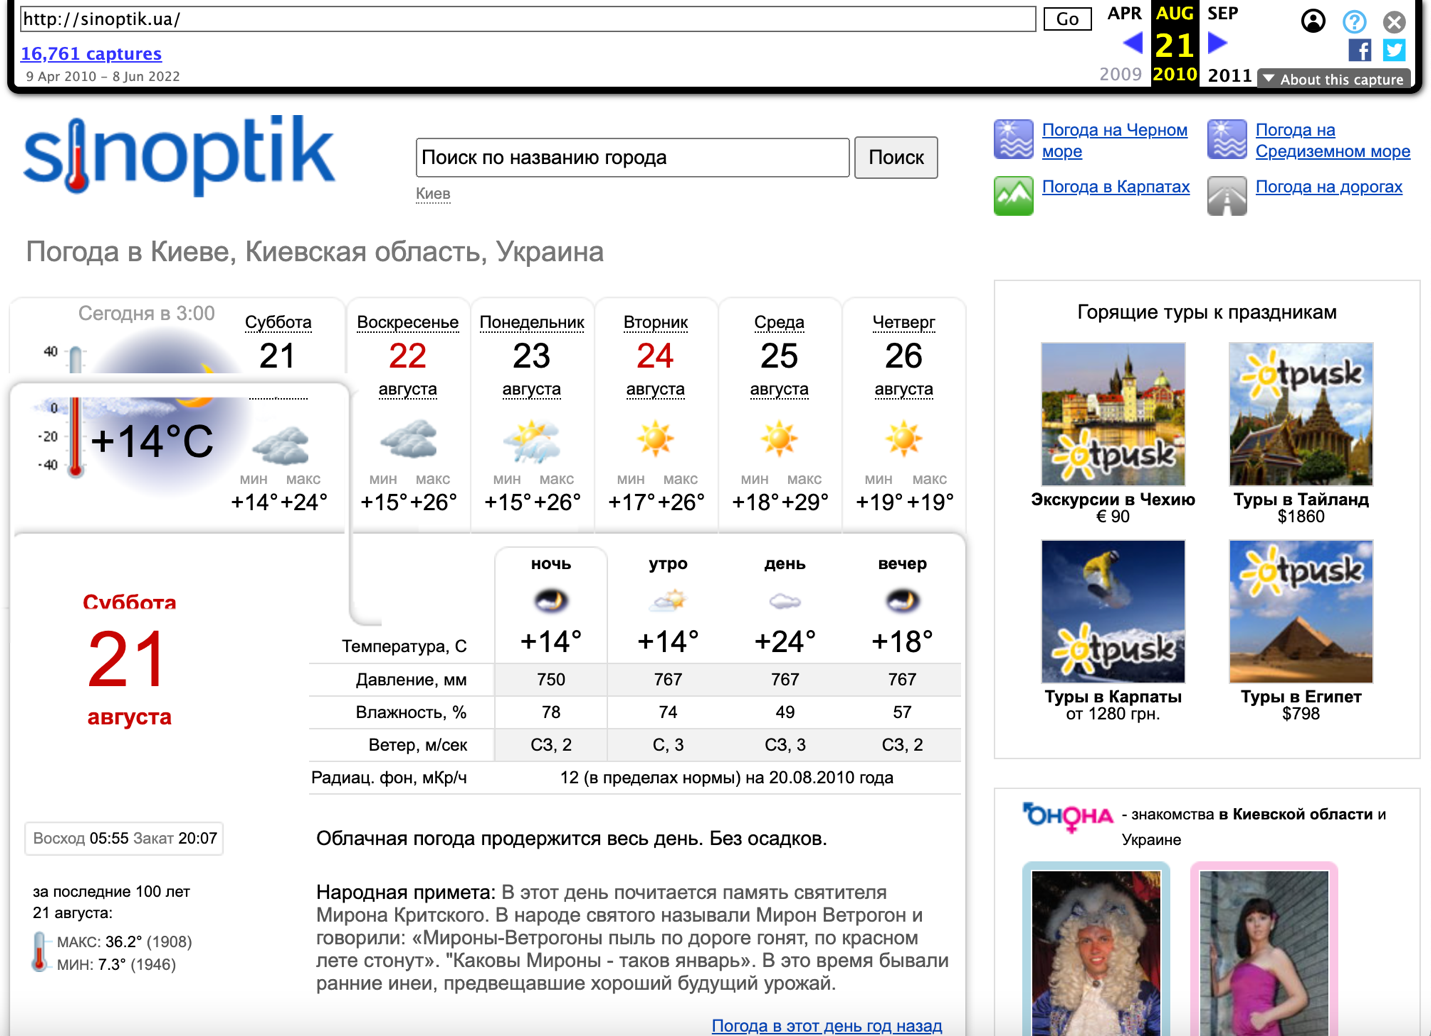 http://sinoptik.ua/
Go
APR
AUG
SEP
16,761 captures
21
9 Apr 2010 – 8 Jun 2022
2009
2010
2011
About this capture
sinoptik
Поиск по названию города
Поиск
Киев
Погода на Черном море
Погода на Средиземном море
Погода в Карпатах
Погода на дорогах
Погода в Киеве, Киевская область, Украина
Сегодня в 3:00
40
0
-20
-40
+14°C
Суббота
21
мин макс
+14° +24°
Воскресенье
22
августа
мин макс
+15° +26°
Понедельник
23
августа
мин макс
+15° +26°
Вторник
24
августа
мин макс
+17° +26°
Среда
25
августа
мин макс
+18° +29°
Четверг
26
августа
мин макс
+19° +19°
Суббота
21
августа
ночь утро день вечер
Температура, С +14° +14° +24° +18°
Давление, мм 750 767 767 767
Влажность, % 78 74 49 57
Ветер, м/сек СЗ, 2 С, 3 СЗ, 3 СЗ, 2
Радиац. фон, мКр/ч 12 (в пределах нормы) на 20.08.2010 года
Восход 05:55 Закат 20:07
за последние 100 лет
21 августа:
МАКС: 36.2° (1908)
МИН: 7.3° (1946)
Облачная погода продержится весь день. Без осадков.
Народная примета: В этот день почитается память святителя
Мирона Критского. В народе святого называли Мирон Ветрогон и
говорили: «Мироны-Ветрогоны пыль по дороге гонят, по красном
лете стонут». "Каковы Мироны - таков январь». В это время бывали
ранние инеи, предвещавшие хороший будущий урожай.
Погода в этот день год назад
Горящие туры к праздникам
otpusk
Экскурсии в Чехию
€ 90
otpusk
Туры в Тайланд
$1860
otpusk
Туры в Карпаты
от 1280 грн.
otpusk
Туры в Египет
$798
ОНОНА - знакомства в Киевской области и
Украине